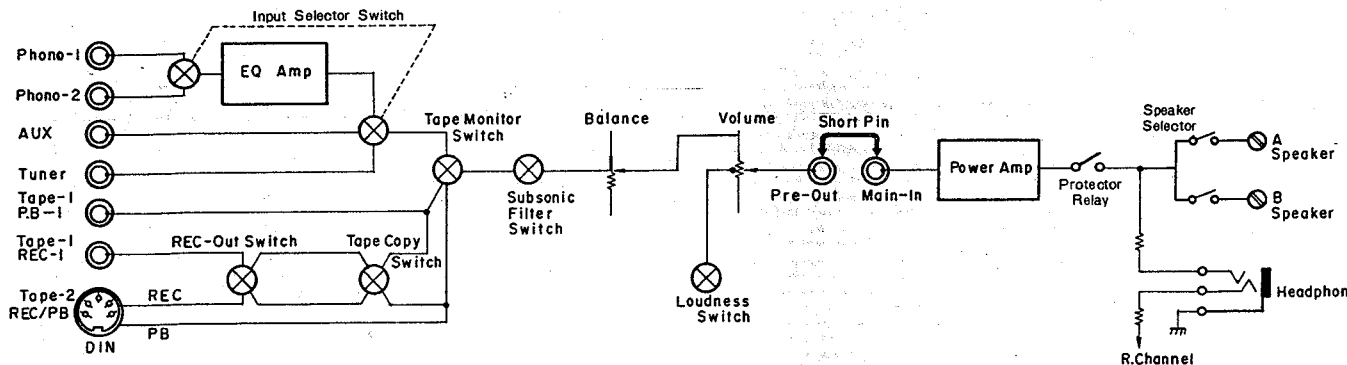 Input Selector Switch
Phono-1
EQ Amp
Phono-2
AUX
Tape Monitor
Switch
Balance
Volume
Short Pin
Speaker
Selector
A
Speaker
Tuner
Power Amp
Tape-1
P.B-1
Subsonic
Filter
Switch
Pre-Out
Main-In
Protector
Relay
B
Speaker
Tape-1
REC-1
REC-Out Switch
Tape Copy
Switch
Tape-2
REC/PB
REC
PB
DIN
Loudness
Switch
Headphon
R.Channel